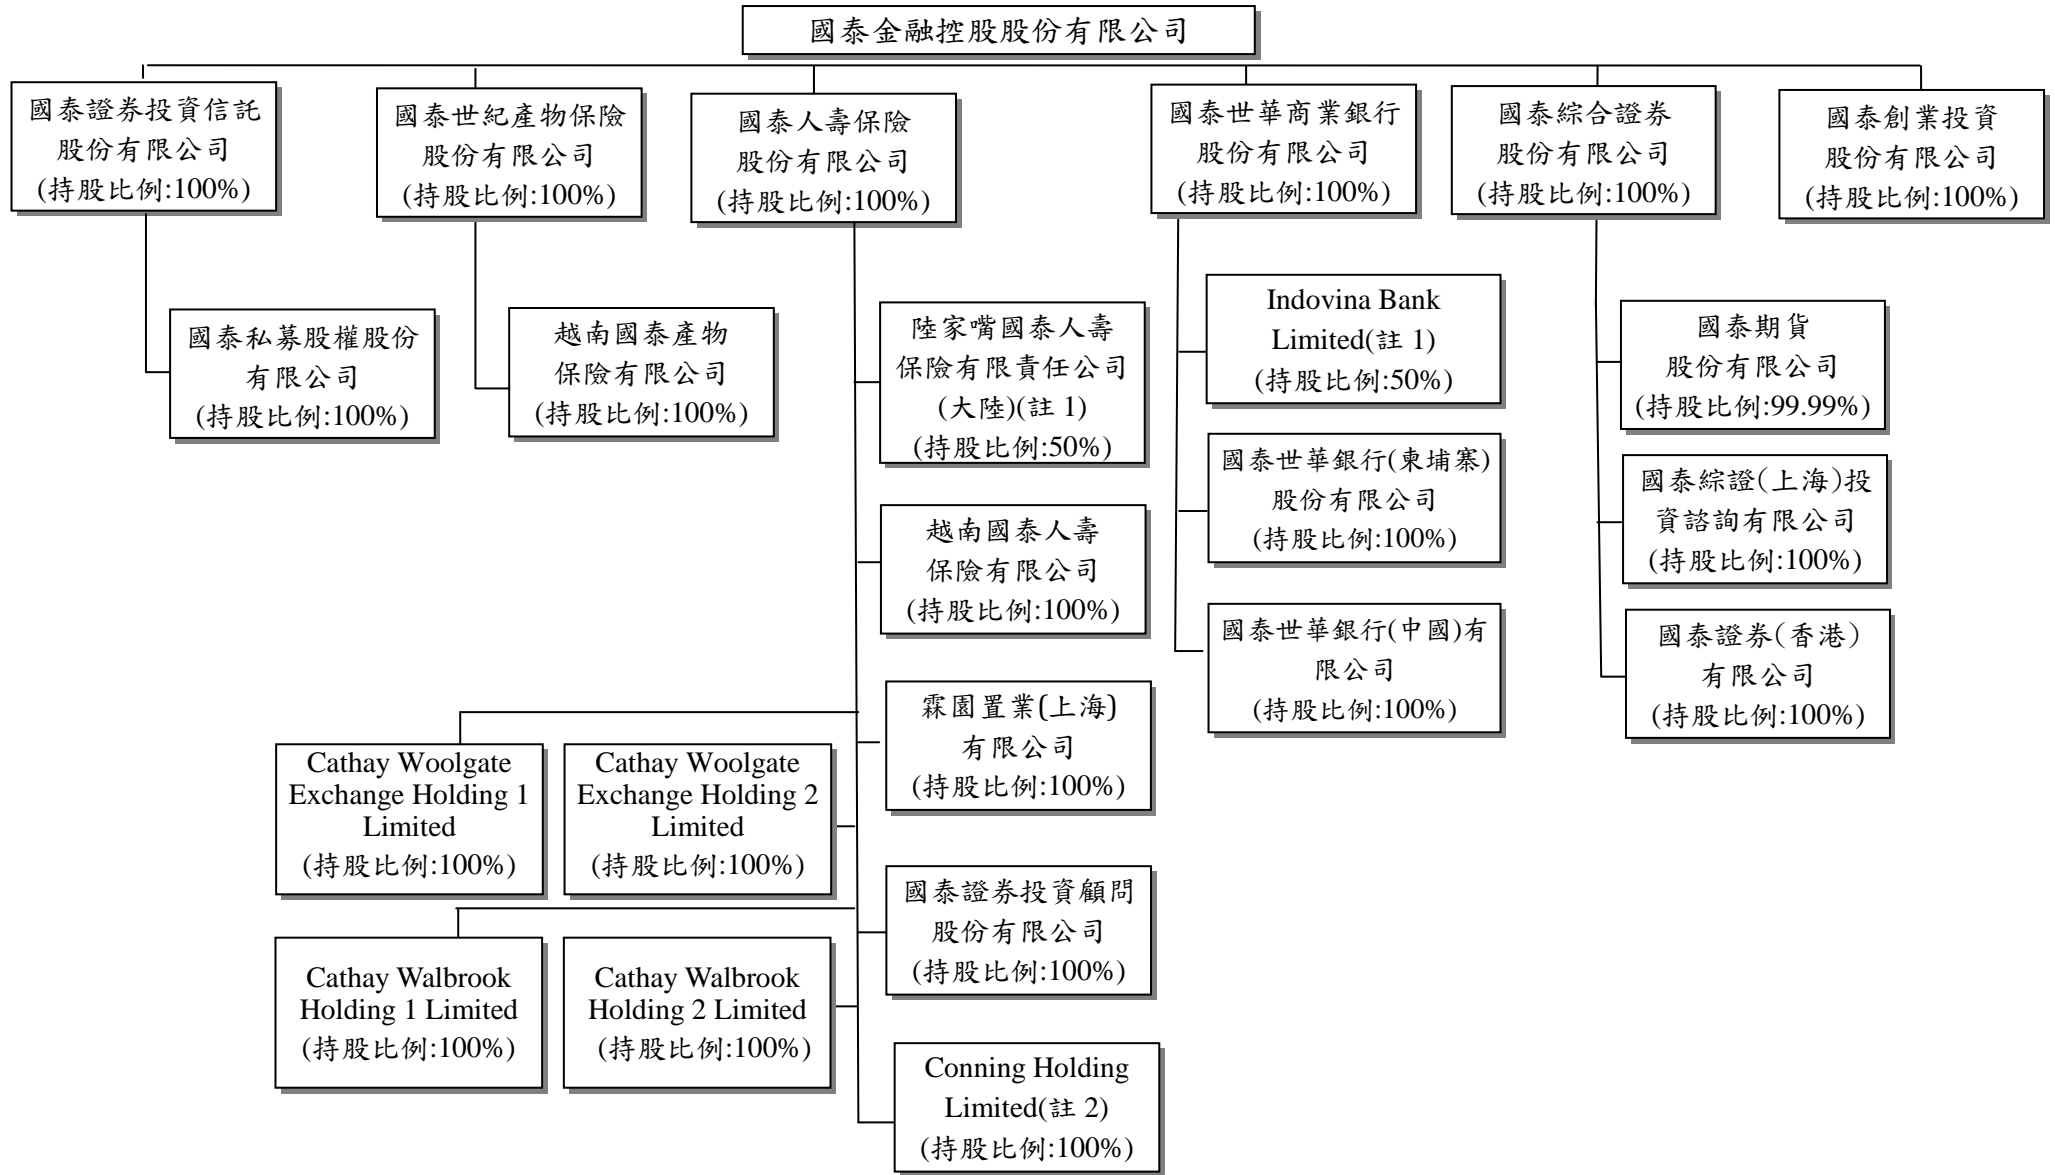 國泰金融控股股份有限公司
國泰證券投資信託
股份有限公司
(持股比例:100%)
國泰世紀產物保險
股份有限公司
(持股比例:100%)
國泰人壽保險
股份有限公司
(持股比例:100%)
國泰世華商業銀行
股份有限公司
(持股比例:100%)
國泰綜合證券
股份有限公司
(持股比例:100%)
國泰創業投資
股份有限公司
(持股比例:100%)
國泰私募股權股份
有限公司
(持股比例:100%)
越南國泰產物
保險有限公司
(持股比例:100%)
陸家嘴國泰人壽
保險有限責任公司
(大陸)(註 1)
(持股比例:50%)
Indovina Bank
Limited(註 1)
(持股比例:50%)
國泰期貨
股份有限公司
(持股比例:99.99%)
國泰世華銀行(柬埔寨)
股份有限公司
(持股比例:100%)
國泰綜證(上海)投
資諮詢有限公司
(持股比例:100%)
越南國泰人壽
保險有限公司
(持股比例:100%)
國泰世華銀行(中國)有
限公司
(持股比例:100%)
國泰證券(香港)
有限公司
(持股比例:100%)
霖園置業(上海)
有限公司
(持股比例:100%)
Cathay Woolgate
Exchange Holding 1
Limited
(持股比例:100%)
Cathay Woolgate
Exchange Holding 2
Limited
(持股比例:100%)
國泰證券投資顧問
股份有限公司
(持股比例:100%)
Cathay Walbrook
Holding 1 Limited
(持股比例:100%)
Cathay Walbrook
Holding 2 Limited
(持股比例:100%)
Conning Holding
Limited(註 2)
(持股比例:100%)